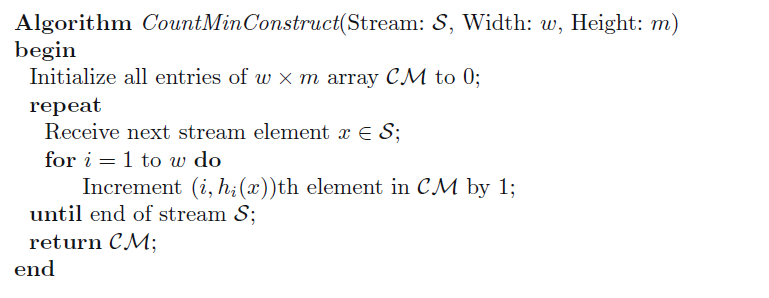 Algorithm CountMinConstruct(Stream: 𝒮, Width: w, Height: m)
begin
Initialize all entries of w × m array 𝒞ℳ to 0;
repeat
Receive next stream element x ∈ 𝒮;
for i = 1 to w do
Increment (i, hᵢ(x))th element in 𝒞ℳ by 1;
until end of stream 𝒮;
return 𝒞ℳ;
end